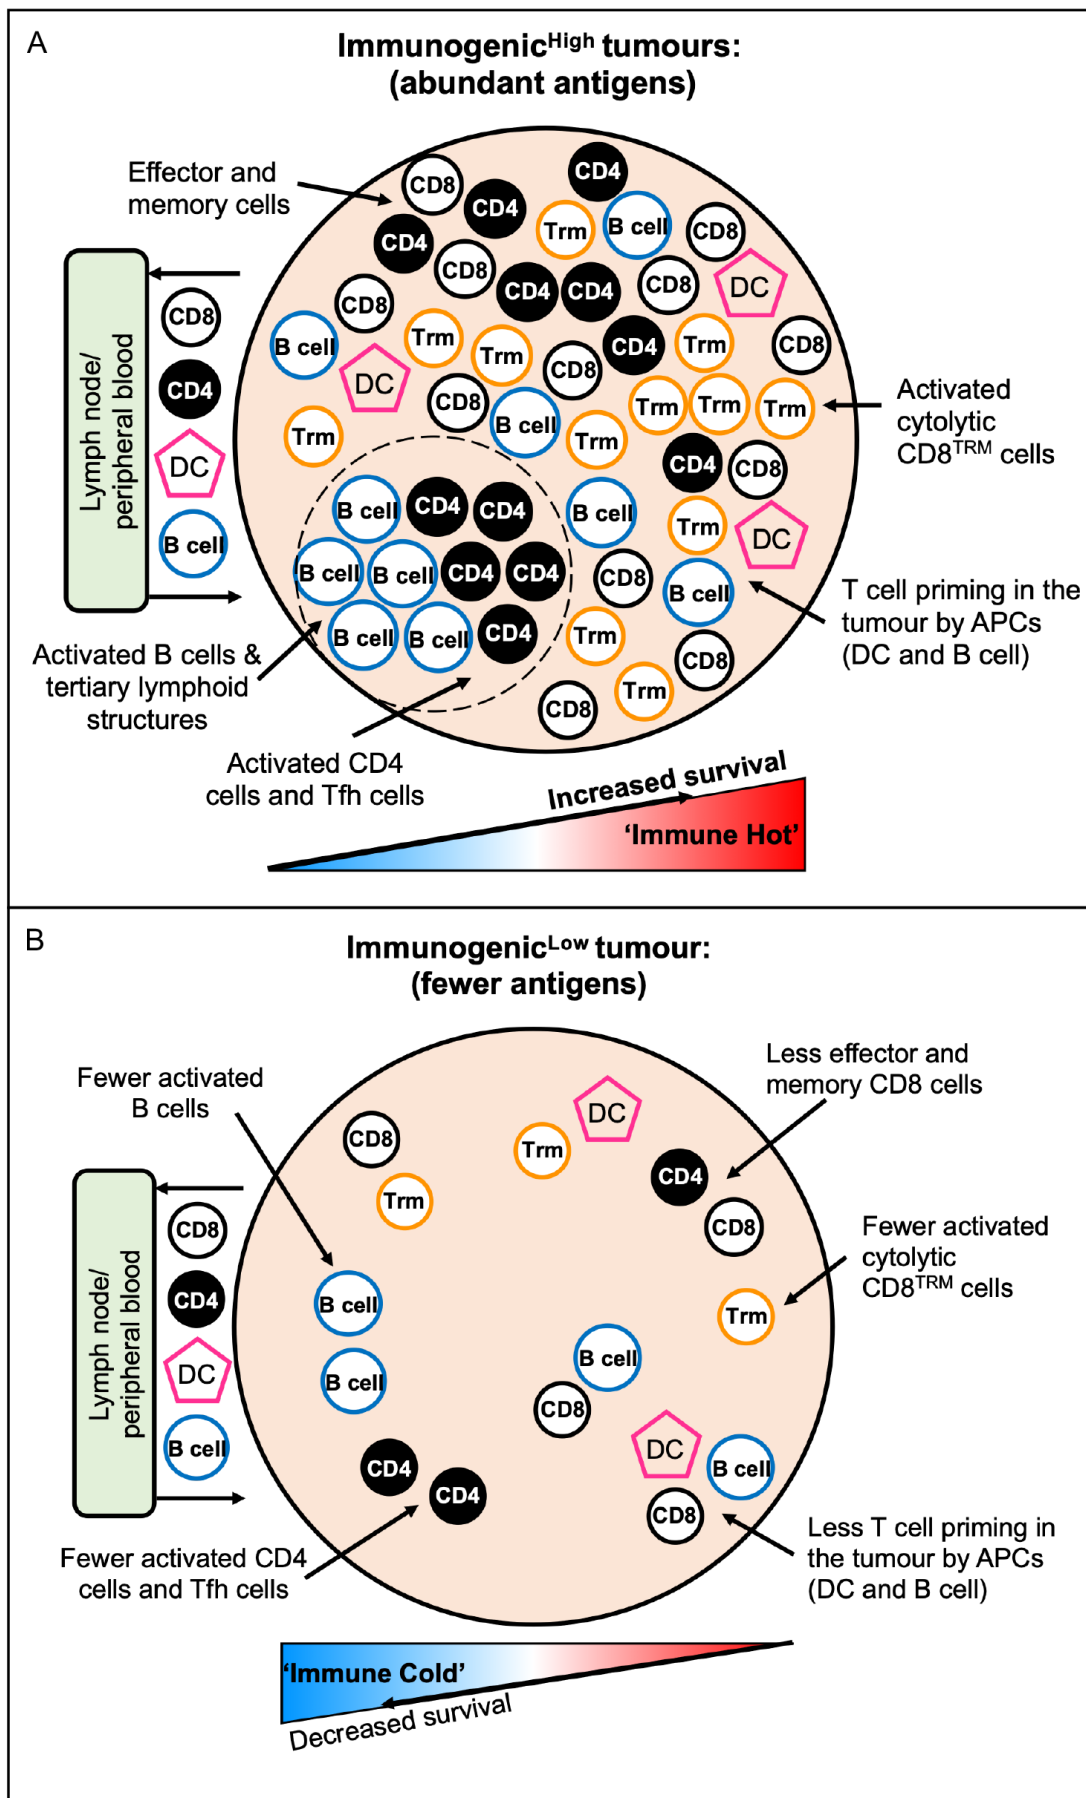 A
Immunogenic^High tumours:
(abundant antigens)
Effector and
memory cells
CD8
CD4
CD4
CD4
Trm
B cell
CD8
CD8
CD4
CD4
CD8
DC
CD8
B cell
Trm
Trm
CD8
CD4
Trm
CD8
DC
CD8
B cell
Trm
Trm
Trm
Trm
Trm
Activated
cytolytic
CD8^TRM cells
Trm
CD4
CD8
Lymph node/
peripheral blood
CD8
CD4
DC
B cell
B cell
CD4
CD4
B cell
Trm
DC
B cell
B cell
CD4
CD4
CD8
B cell
B cell
B cell
CD4
Trm
CD8
Trm
CD8
T cell priming in the
tumour by APCs
(DC and B cell)
Activated B cells &
tertiary lymphoid
structures
Activated CD4
cells and Tfh cells
Increased survival
‘Immune Hot’
B
Immunogenic^Low tumour:
(fewer antigens)
Fewer activated
B cells
Less effector and
memory CD8 cells
CD8
Trm
Trm
DC
CD4
CD8
Fewer activated
cytolytic
CD8^TRM cells
Lymph node/
peripheral blood
CD8
CD4
DC
B cell
B cell
B cell
Trm
B cell
CD8
CD4
CD4
DC
B cell
CD8
Fewer activated CD4
cells and Tfh cells
Less T cell priming in
the tumour by APCs
(DC and B cell)
‘Immune Cold’
Decreased survival